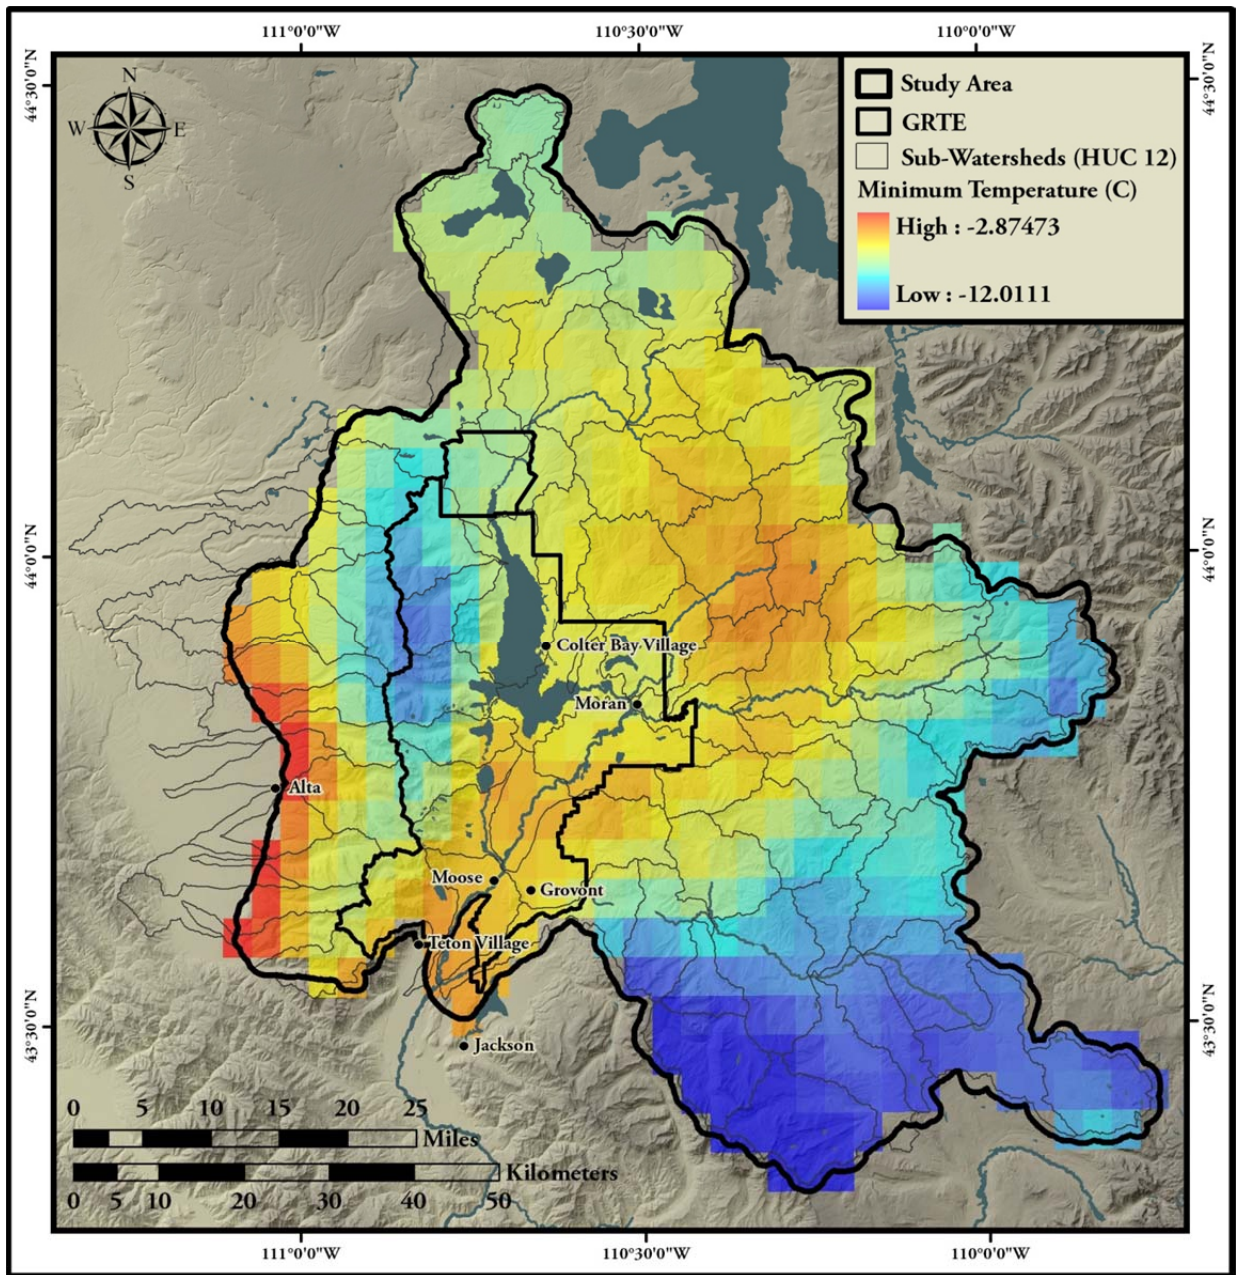 111°0'0"W
110°30'0"W
110°0'0"W
44°30'0"N
44°30'0"N
N
W
E
S
Study Area
GRTE
Sub-Watersheds (HUC 12)
Minimum Temperature (C)
High : -2.87473
Low : -12.0111
44°0'0"N
44°0'0"N
Colter Bay Village
Moran
Alta
Moose
Grovont
Teton Village
43°30'0"N
43°30'0"N
Jackson
0 5 10 15 20 25
Miles
Kilometers
0 5 10 20 30 40 50
111°0'0"W
110°30'0"W
110°0'0"W